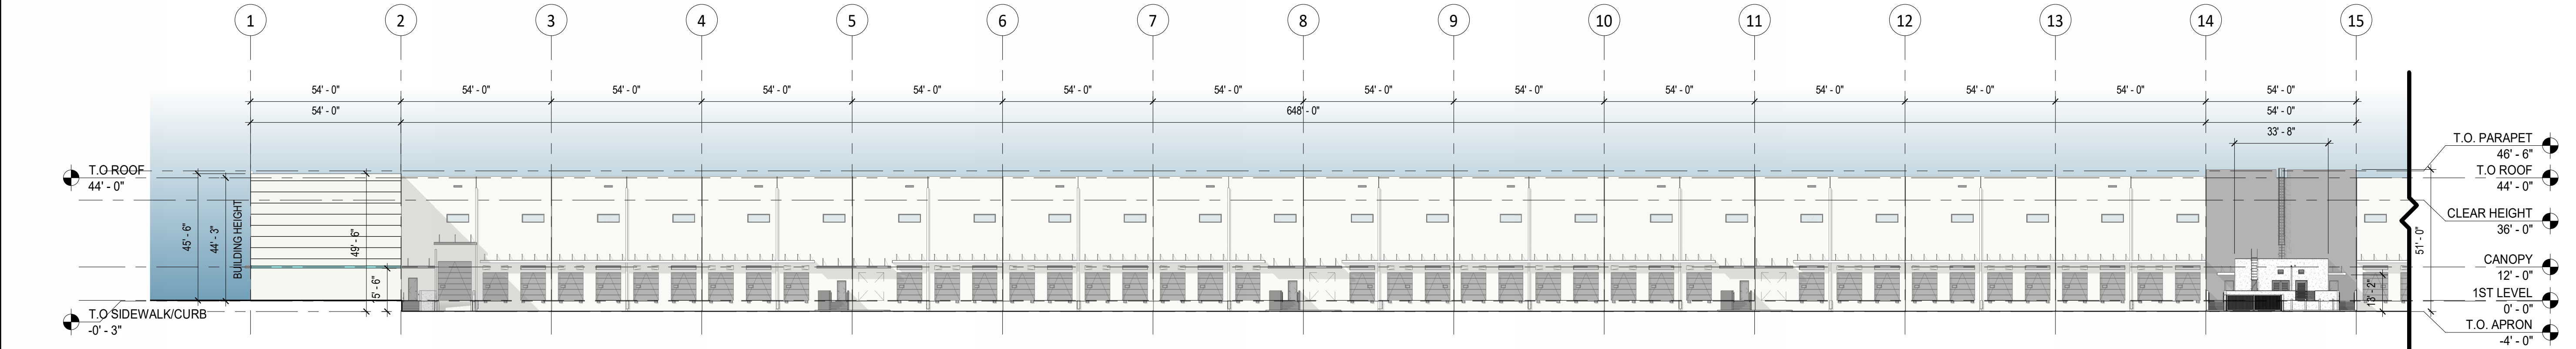 1 2 3 4 5 6 7 8 9 10 11 12 13 14 15
54' - 0" 54' - 0" 54' - 0" 54' - 0" 54' - 0" 54' - 0" 54' - 0" 54' - 0" 54' - 0" 54' - 0" 54' - 0" 54' - 0" 54' - 0" 54' - 0"
54' - 0" 648' - 0" 54' - 0"
33' - 8"
T.O ROOF
44' - 0"
T.O SIDEWALK/CURB
-0' - 3"
45' - 6"
44' - 3"
BUILDING HEIGHT
49' - 6"
13' - 2"
51' - 0"
T.O. PARAPET
46' - 6"
T.O ROOF
44' - 0"
CLEAR HEIGHT
36' - 0"
CANOPY
12' - 0"
1ST LEVEL
0' - 0"
T.O. APRON
-4' - 0"